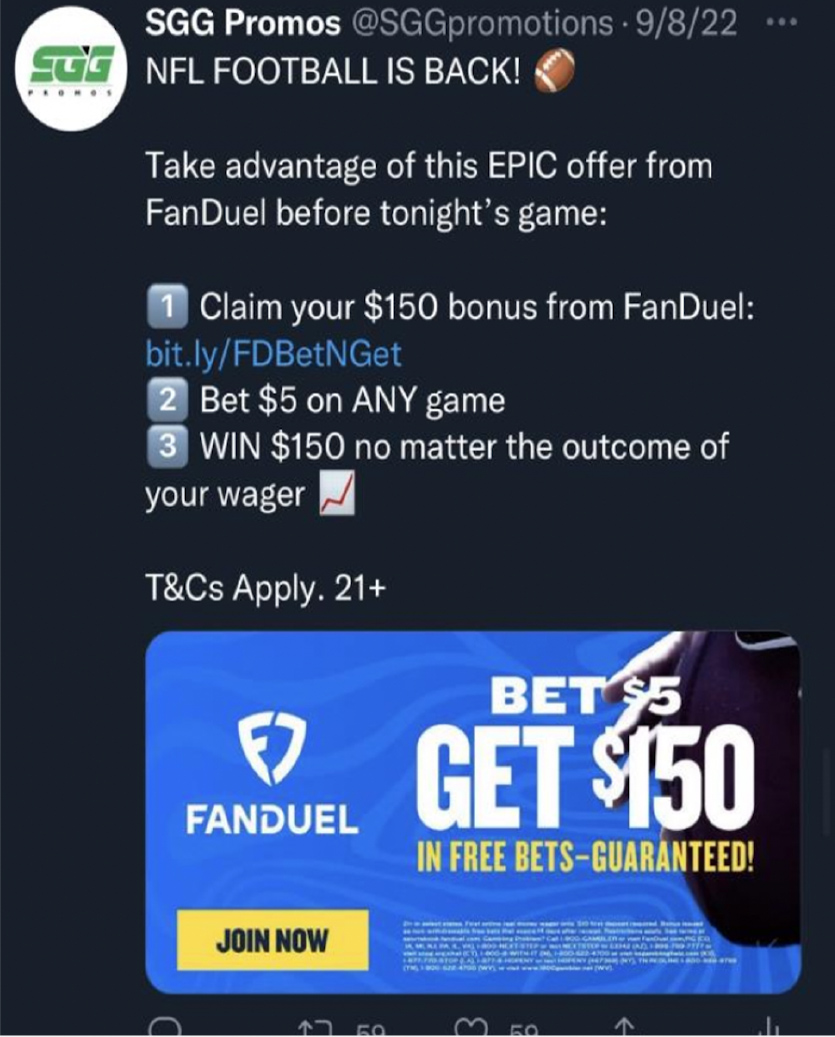 SGG Promos @SGGpromotions · 9/8/22 •••
SGG
PROMOS
NFL FOOTBALL IS BACK! 🏈
Take advantage of this EPIC offer from
FanDuel before tonight’s game:
1️⃣ Claim your $150 bonus from FanDuel:
bit.ly/FDBetNGet
2️⃣ Bet $5 on ANY game
3️⃣ WIN $150 no matter the outcome of
your wager 📈
T&Cs Apply. 21+
FANDUEL
BET $5
GET $150
IN FREE BETS–GUARANTEED!
JOIN NOW